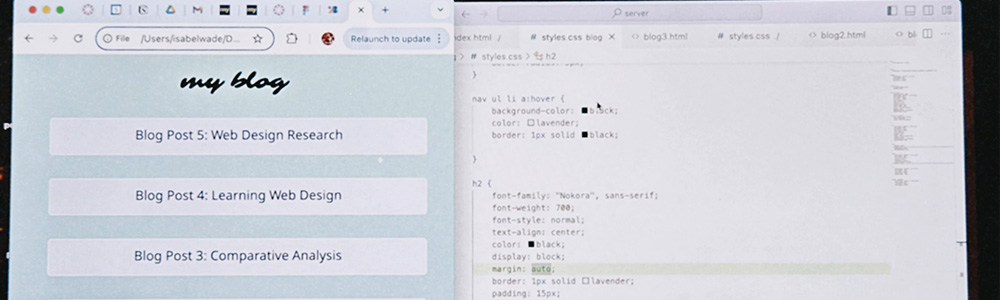 File /Users/isabelwade/D...
Relaunch to update
my blog
Blog Post 5: Web Design Research
Blog Post 4: Learning Web Design
Blog Post 3: Comparative Analysis
server
index.html /
# styles.css blog ×
<> blog3.html
# styles.css /
<> blog2.html
<> bl
> # styles.css > h2
}
nav ul li a:hover {
background-color: black;
color: lavender;
border: 1px solid black;
}
h2 {
font-family: "Nokora", sans-serif;
font-weight: 700;
font-style: normal;
text-align: center;
color: black;
display: block;
margin: auto;
border: 1px solid lavender;
padding: 15px;